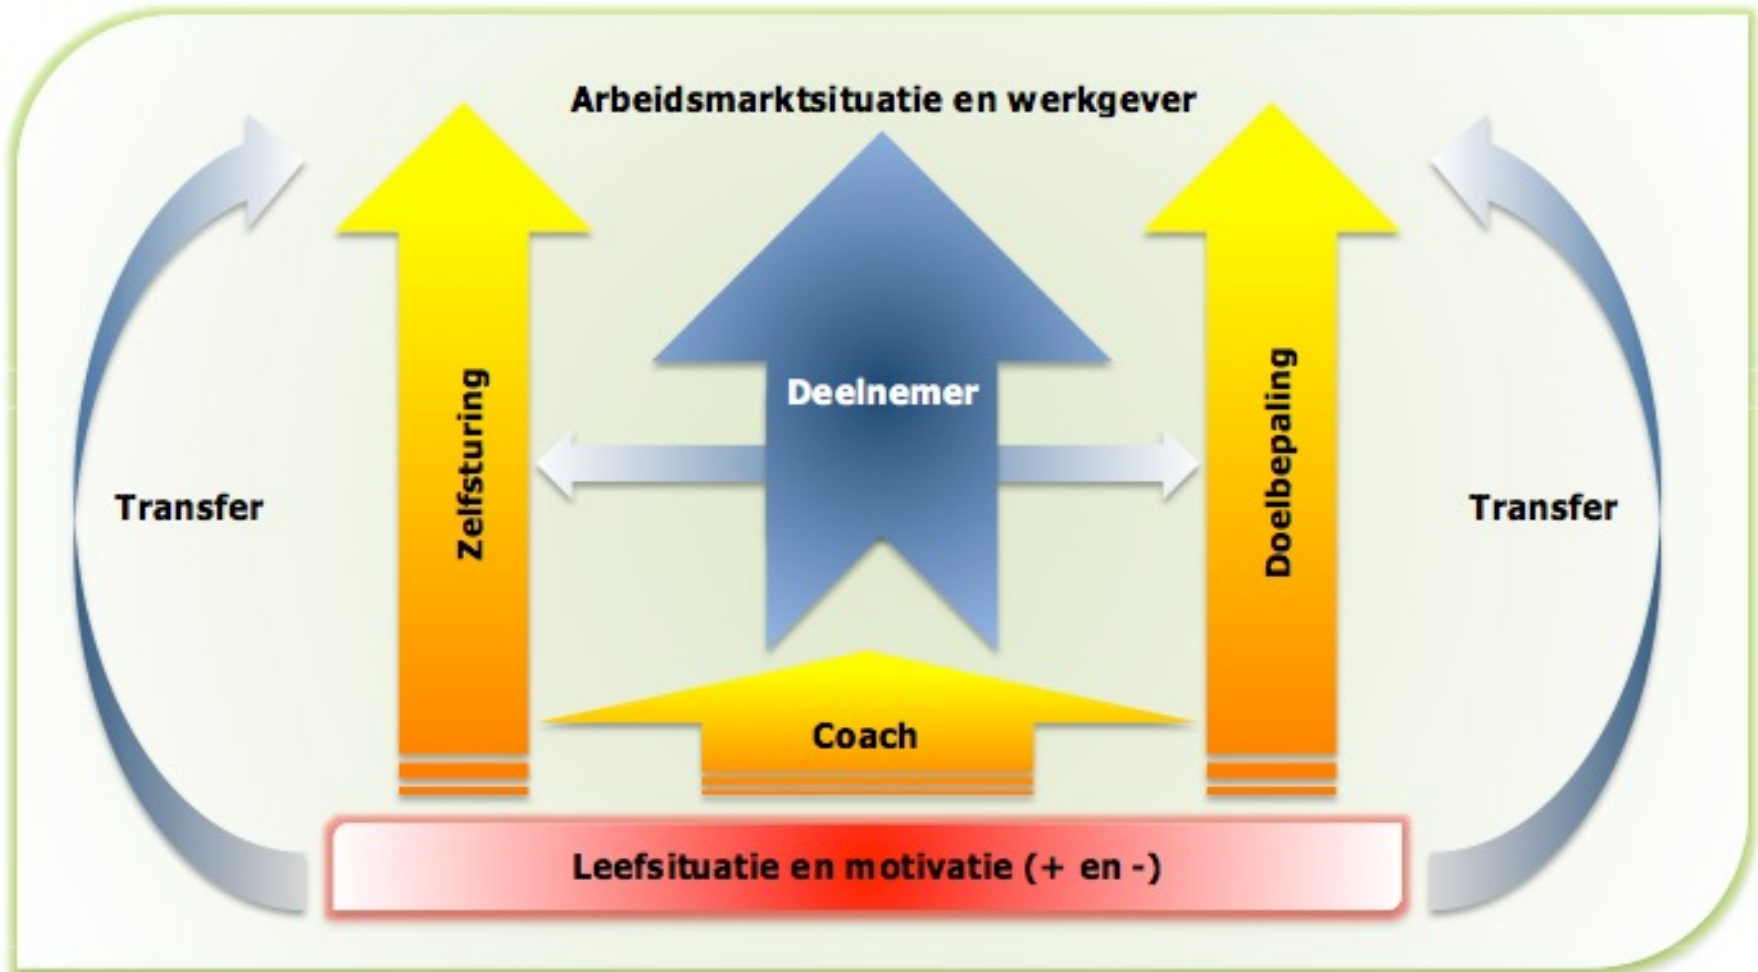 Arbeidsmarktsituatie en werkgever
Deelnemer
Zelfsturing
Doelbepaling
Transfer
Transfer
Coach
Leefsituatie en motivatie (+ en -)